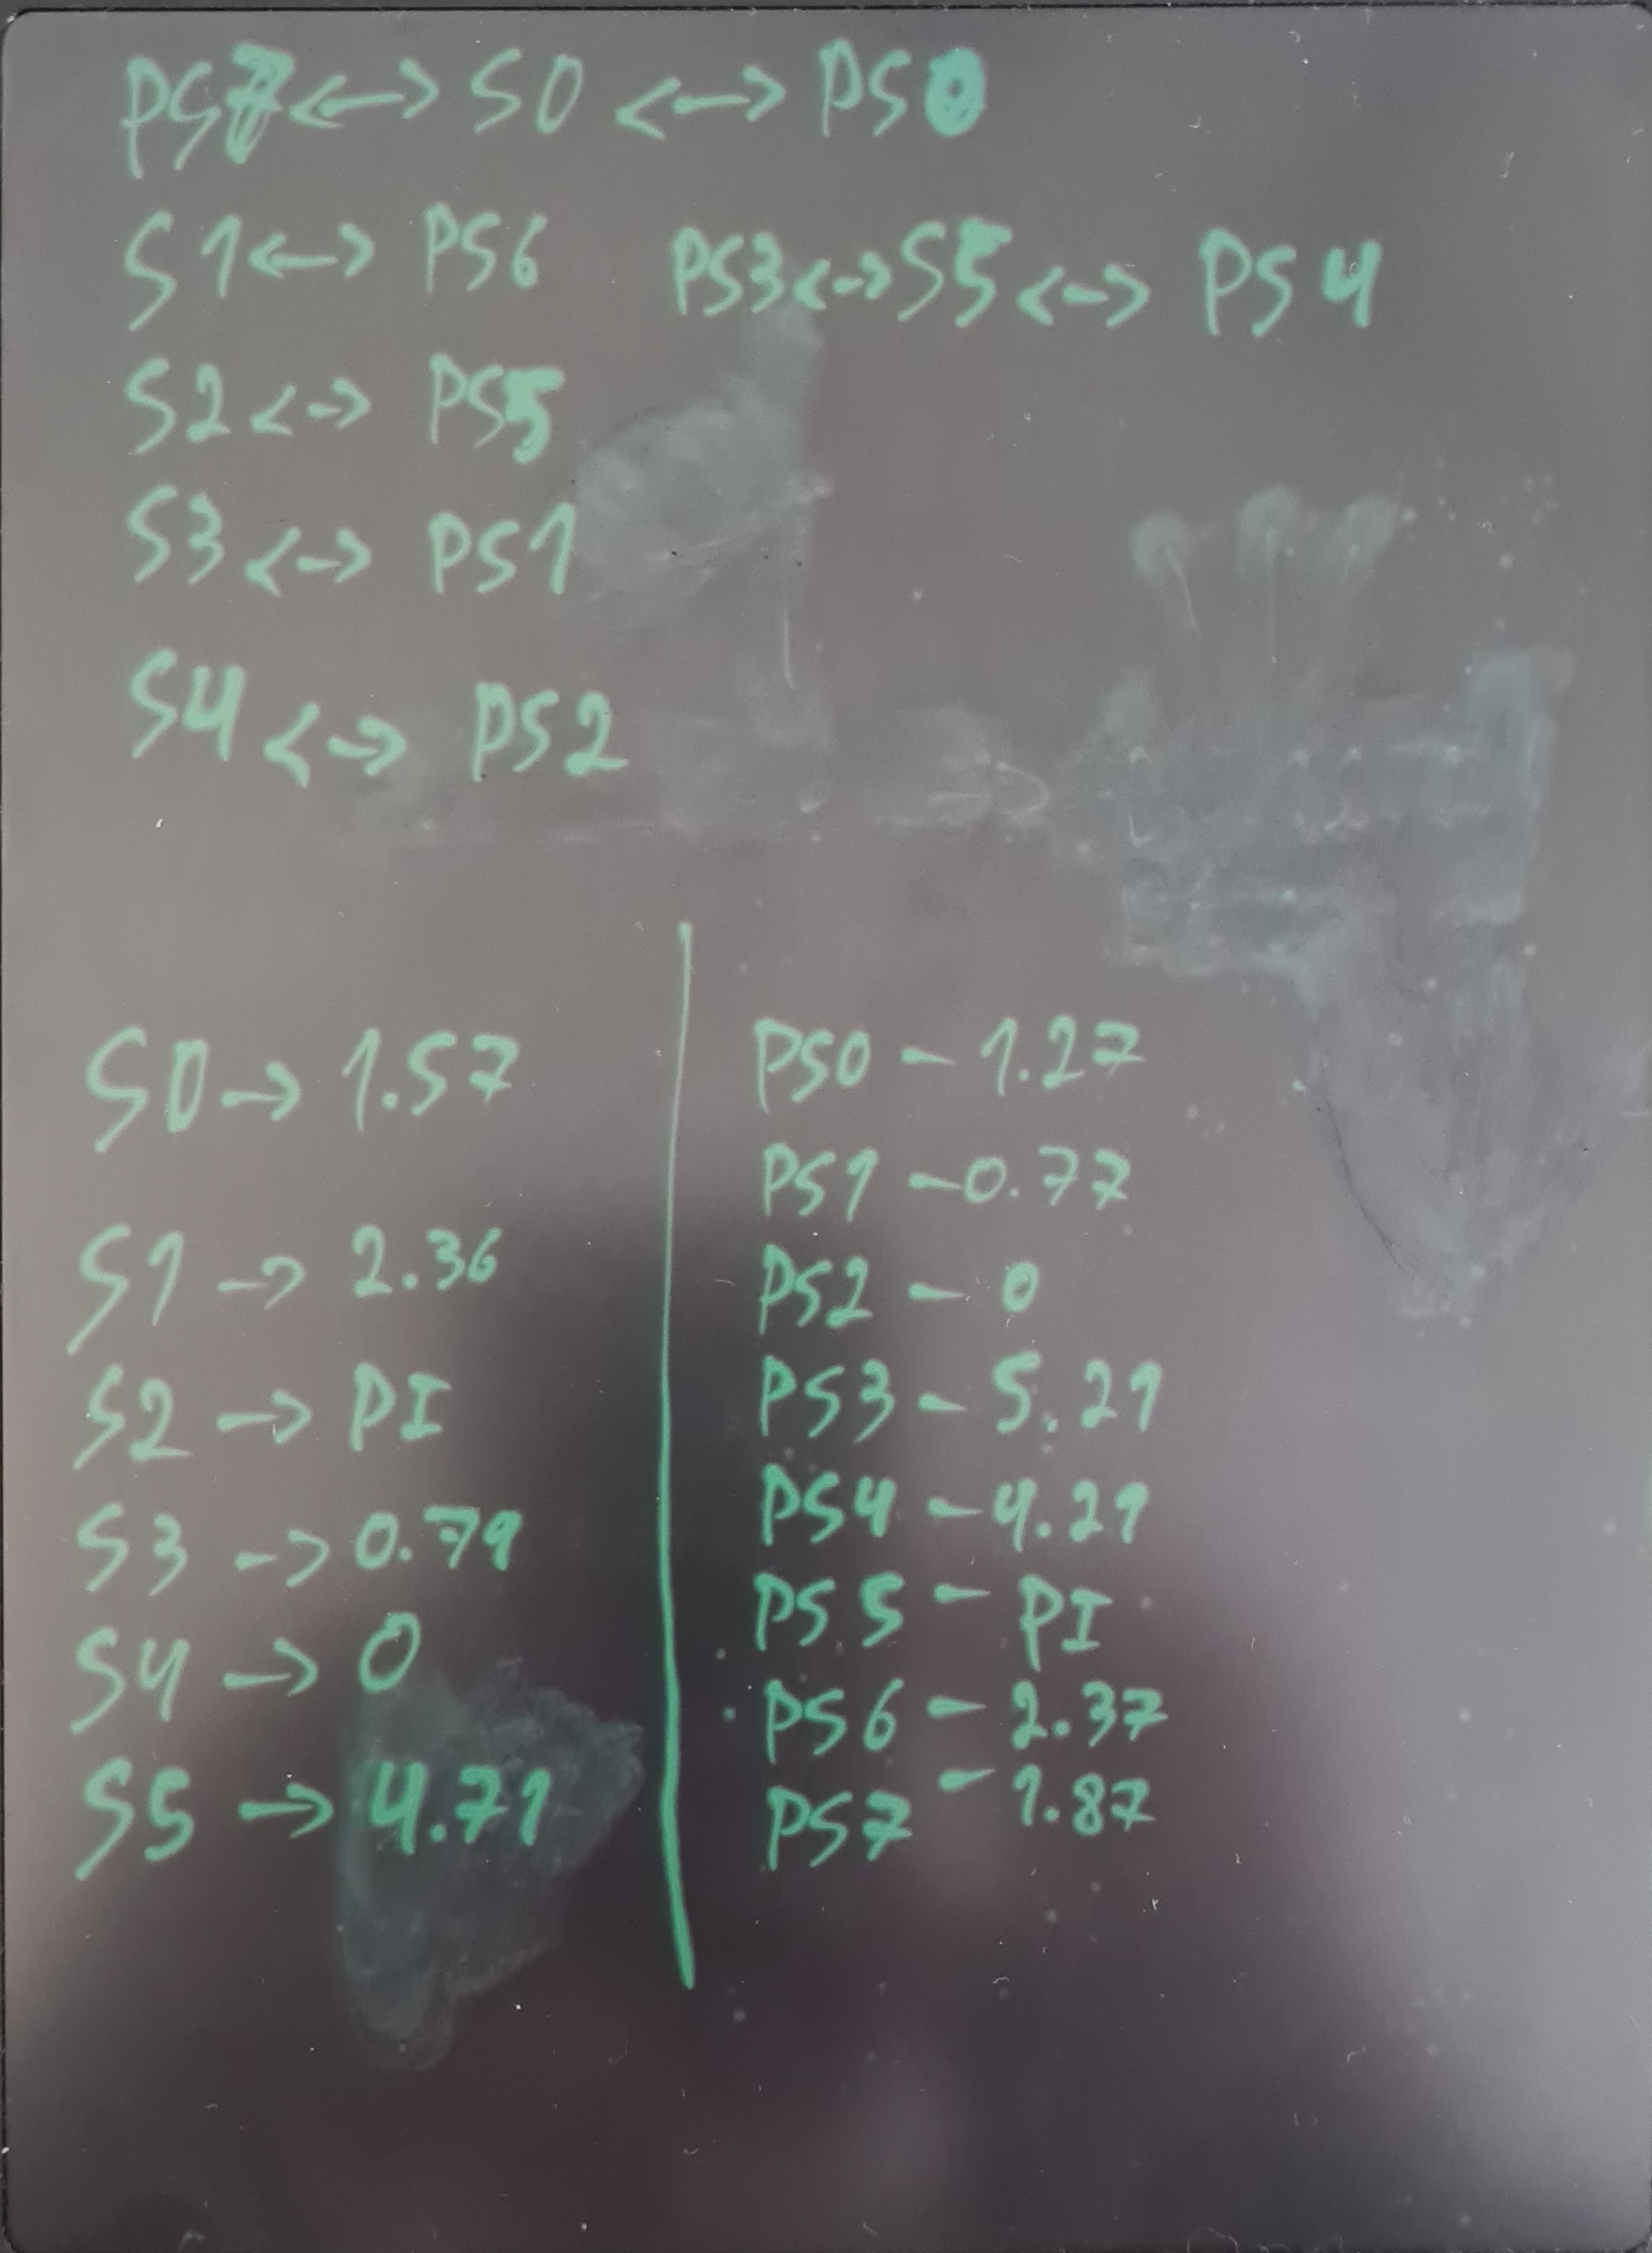 PS7<->S0<->PS0
S1<->PS6 PS3<->S5<->PS4
S2<->PS5
S3<->PS1
S4<->PS2
S0->1.57
S1->2.36
S2->PI
S3->0.79
S4->0
S5->4.71
PS0-1.27
PS1-0.77
PS2-0
PS3-5.21
PS4-4.21
PS5-PI
PS6-2.37
PS7-1.87